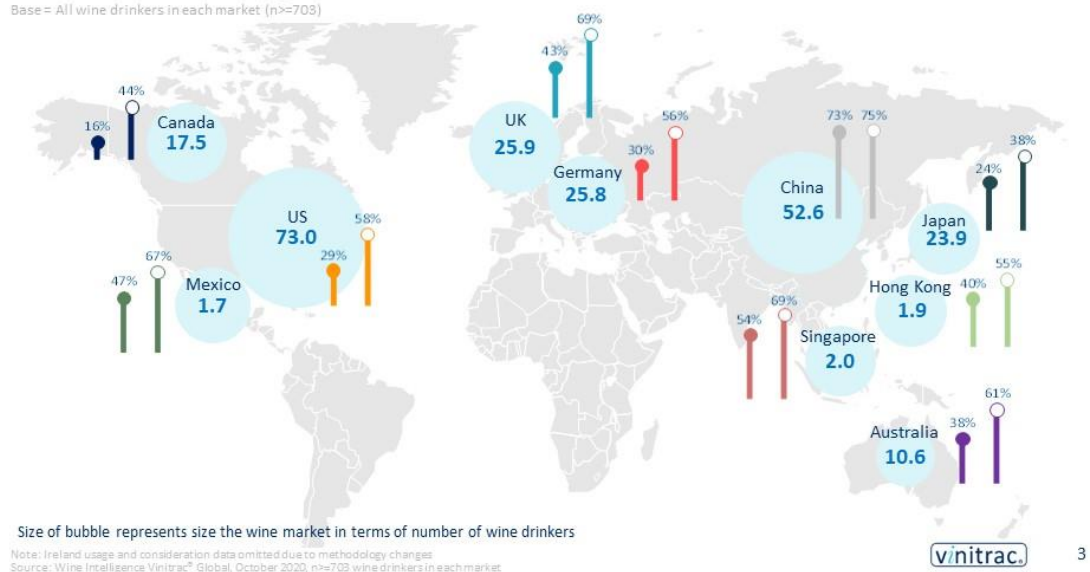 Base = All wine drinkers in each market (n>=703)
69%
43%
44%
16%
Canada
17.5
UK
25.9
56%
30%
Germany
25.8
73% 75%
China
52.6
38%
24%
Japan
23.9
US
73.0
58%
29%
67%
47%
Mexico
1.7
55%
40%
Hong Kong
1.9
69%
54%
Singapore
2.0
61%
38%
Australia
10.6
Size of bubble represents size the wine market in terms of number of wine drinkers
Note: Ireland usage and consideration data omitted due to methodology changes
Source: Wine Intelligence Vinitrac® Global, October 2020, n>=703 wine drinkers in each market
vinitrac®
3